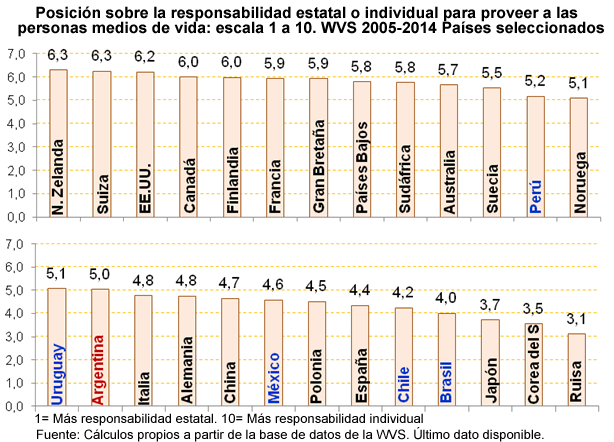 Posición sobre la responsabilidad estatal o individual para proveer a las
personas medios de vida: escala 1 a 10. WVS 2005-2014 Países seleccionados
7,0
6,0
5,0
4,0
3,0
2,0
1,0
0,0
6,3 6,3 6,2 6,0 6,0 5,9 5,9 5,8 5,8 5,7 5,5 5,2 5,1
N. Zelanda
Suiza
EE.UU.
Canadá
Finlandia
Francia
Gran Bretaña
Países Bajos
Sudáfrica
Australia
Suecia
Perú
Noruega
7,0
6,0
5,0
4,0
3,0
2,0
1,0
0,0
5,1 5,0 4,8 4,8 4,7 4,6 4,5 4,4 4,2 4,0 3,7 3,5 3,1
Uruguay
Argentina
Italia
Alemania
China
México
Polonia
España
Chile
Brasil
Japón
Corea del S
Ruisa
1= Más responsabilidad estatal. 10= Más responsabilidad individual
Fuente: Cálculos propios a partir de la base de datos de la WVS. Último dato disponible.